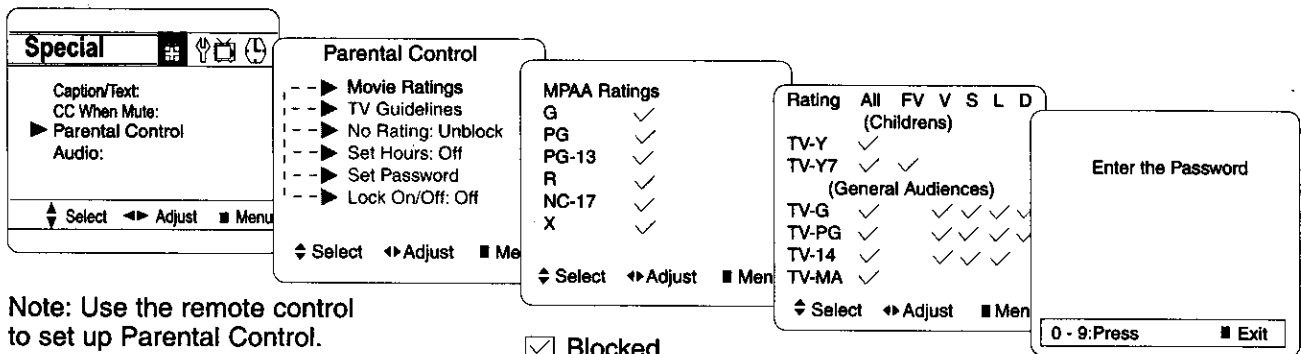 Special
Caption/Text:
CC When Mute:
Parental Control
Audio:
Select Adjust Menu
Parental Control
Movie Ratings
TV Guidelines
No Rating: Unblock
Set Hours: Off
Set Password
Lock On/Off: Off
Select Adjust Me
MPAA Ratings
G
PG
PG-13
R
NC-17
X
Select Adjust Men
Rating All FV V S L D
(Childrens)
TV-Y
TV-Y7
(General Audiences)
TV-G
TV-PG
TV-14
TV-MA
Select Adjust Men
Enter the Password
0 - 9:Press Exit
Note: Use the remote control
to set up Parental Control.
Blocked